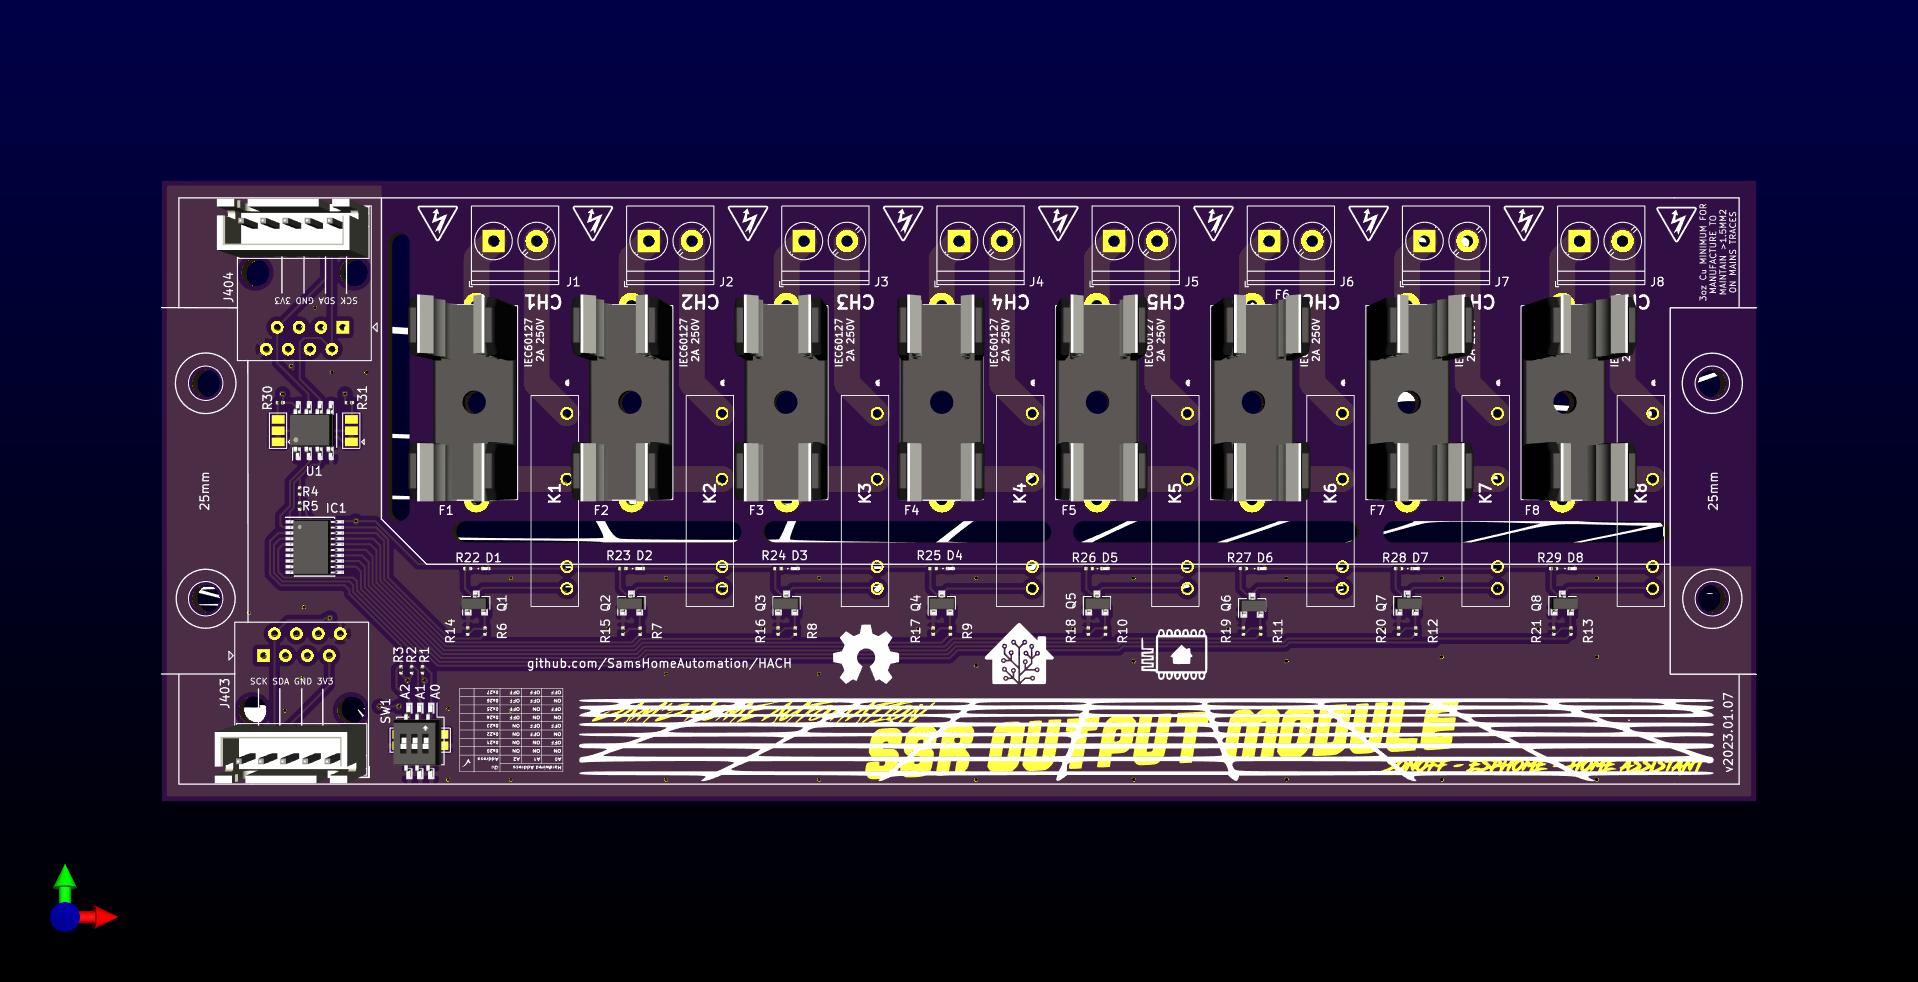 3oz Cu MINIMUM FOR
MANUFACTURE TO
MAINTAIN >1.5MM2
ON MAINS TRACES
J404
SCK SDA GND 3V3
J1
J2
J3
J4
J5
J6
J7
J8
CH1
CH2
CH3
CH4
CH5
F6
IEC60127
2A 250V
IEC60127
2A 250V
IEC60127
2A 250V
IEC60127
2A 250V
IEC60127
2A 250V
2A 250V
2A 250V
R30
R31
U1
R4
R5
IC1
25mm
25mm
K1
K2
K3
K4
K5
K6
K7
K8
F1
F2
F3
F4
F5
F7
F8
R22 D1
R23 D2
R24 D3
R25 D4
R26 D5
R27 D6
R28 D7
R29 D8
R14
Q1
R6
R15
Q2
R7
R16
Q3
R8
R17
Q4
R9
R18
Q5
R10
R19
Q6
R11
R20
Q7
R12
R21
Q8
R13
github.com/SamsHomeAutomation/HACH
R3
R2
R1
J403
SCK SDA GND 3V3
SW1
A2
A1
A0
SAM'S HOME AUTOMATION
SSR OUTPUT MODULE
SONOFF - ESPHOME - HOME ASSISTANT
v2023.01.07